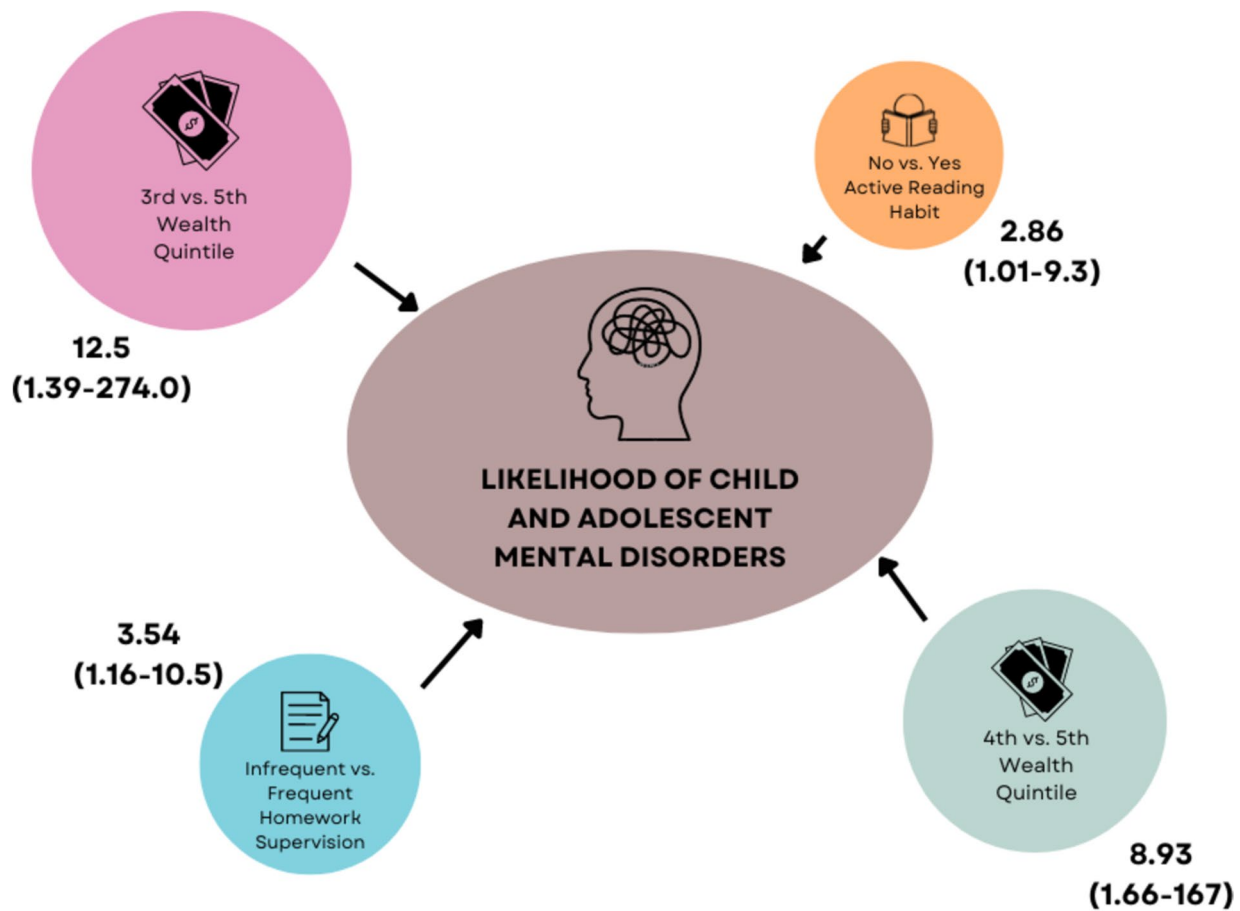 3rd vs. 5th
Wealth
Quintile
12.5
(1.39-274.0)
No vs. Yes
Active Reading
Habit
2.86
(1.01-9.3)
LIKELIHOOD OF CHILD
AND ADOLESCENT
MENTAL DISORDERS
3.54
(1.16-10.5)
Infrequent vs.
Frequent
Homework
Supervision
4th vs. 5th
Wealth
Quintile
8.93
(1.66-167)